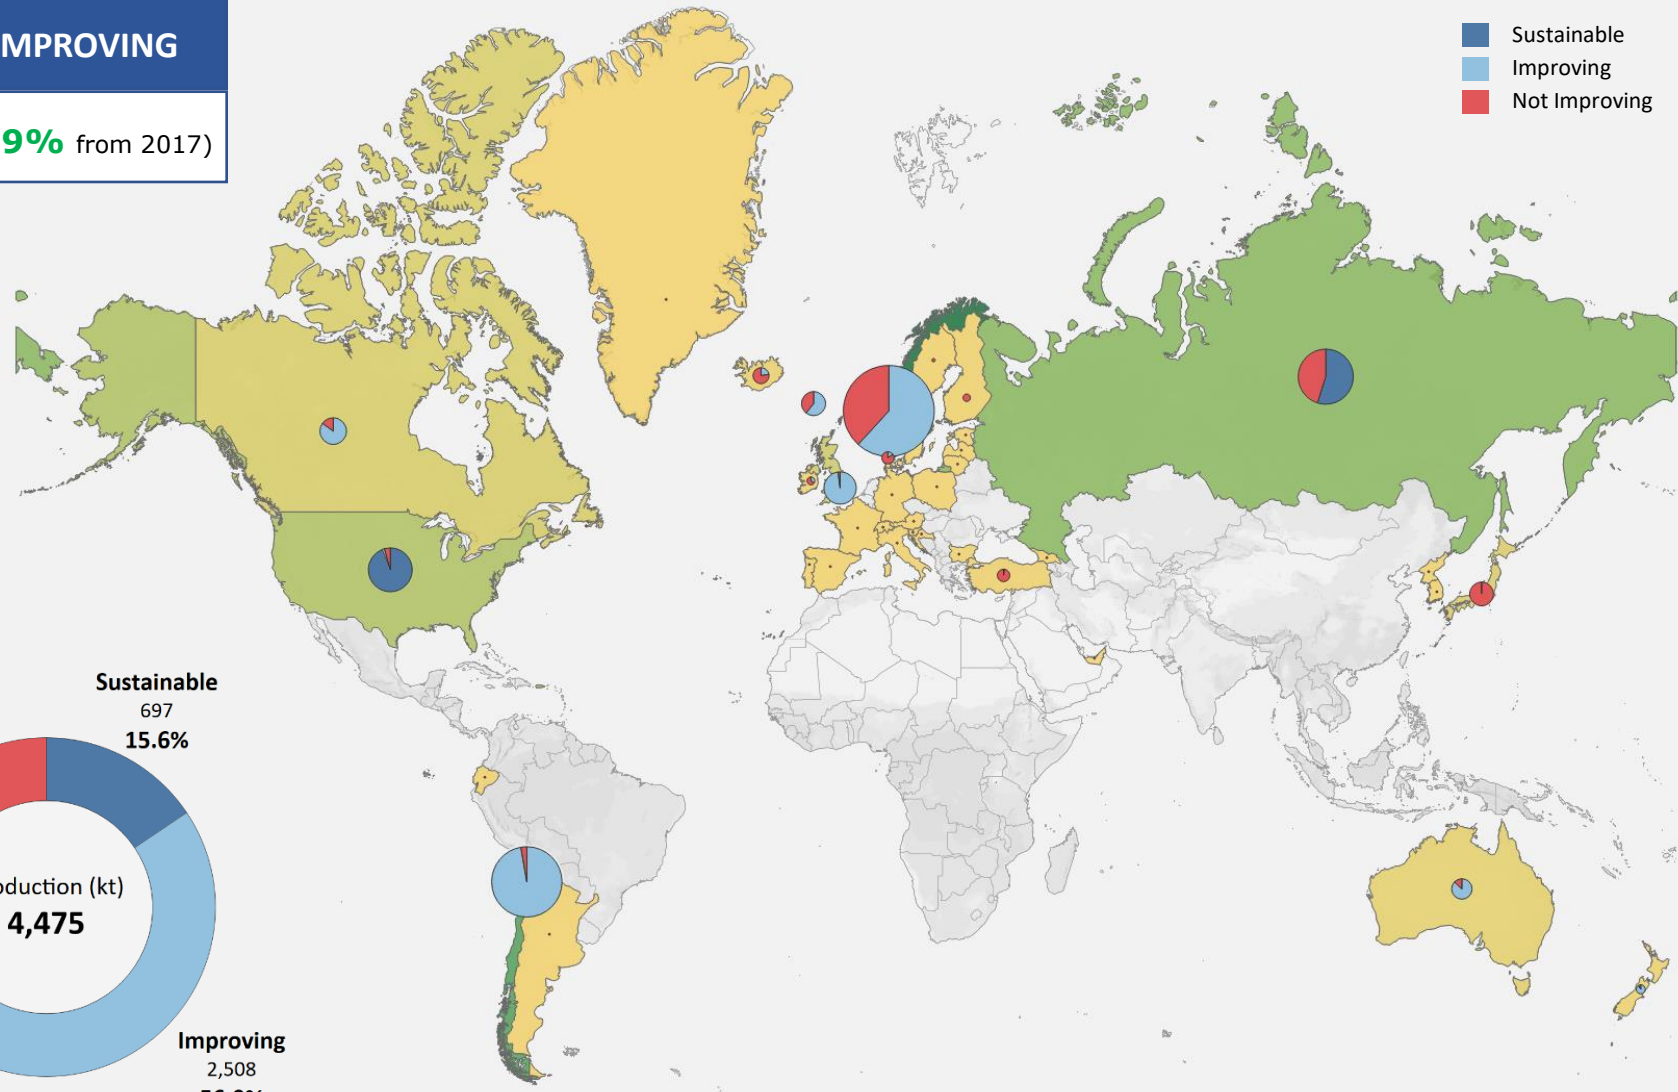 MPROVING
9% from 2017)
Sustainable
Improving
Not Improving
Sustainable
697
15.6%
duction (kt)
4,475
Improving
2,508